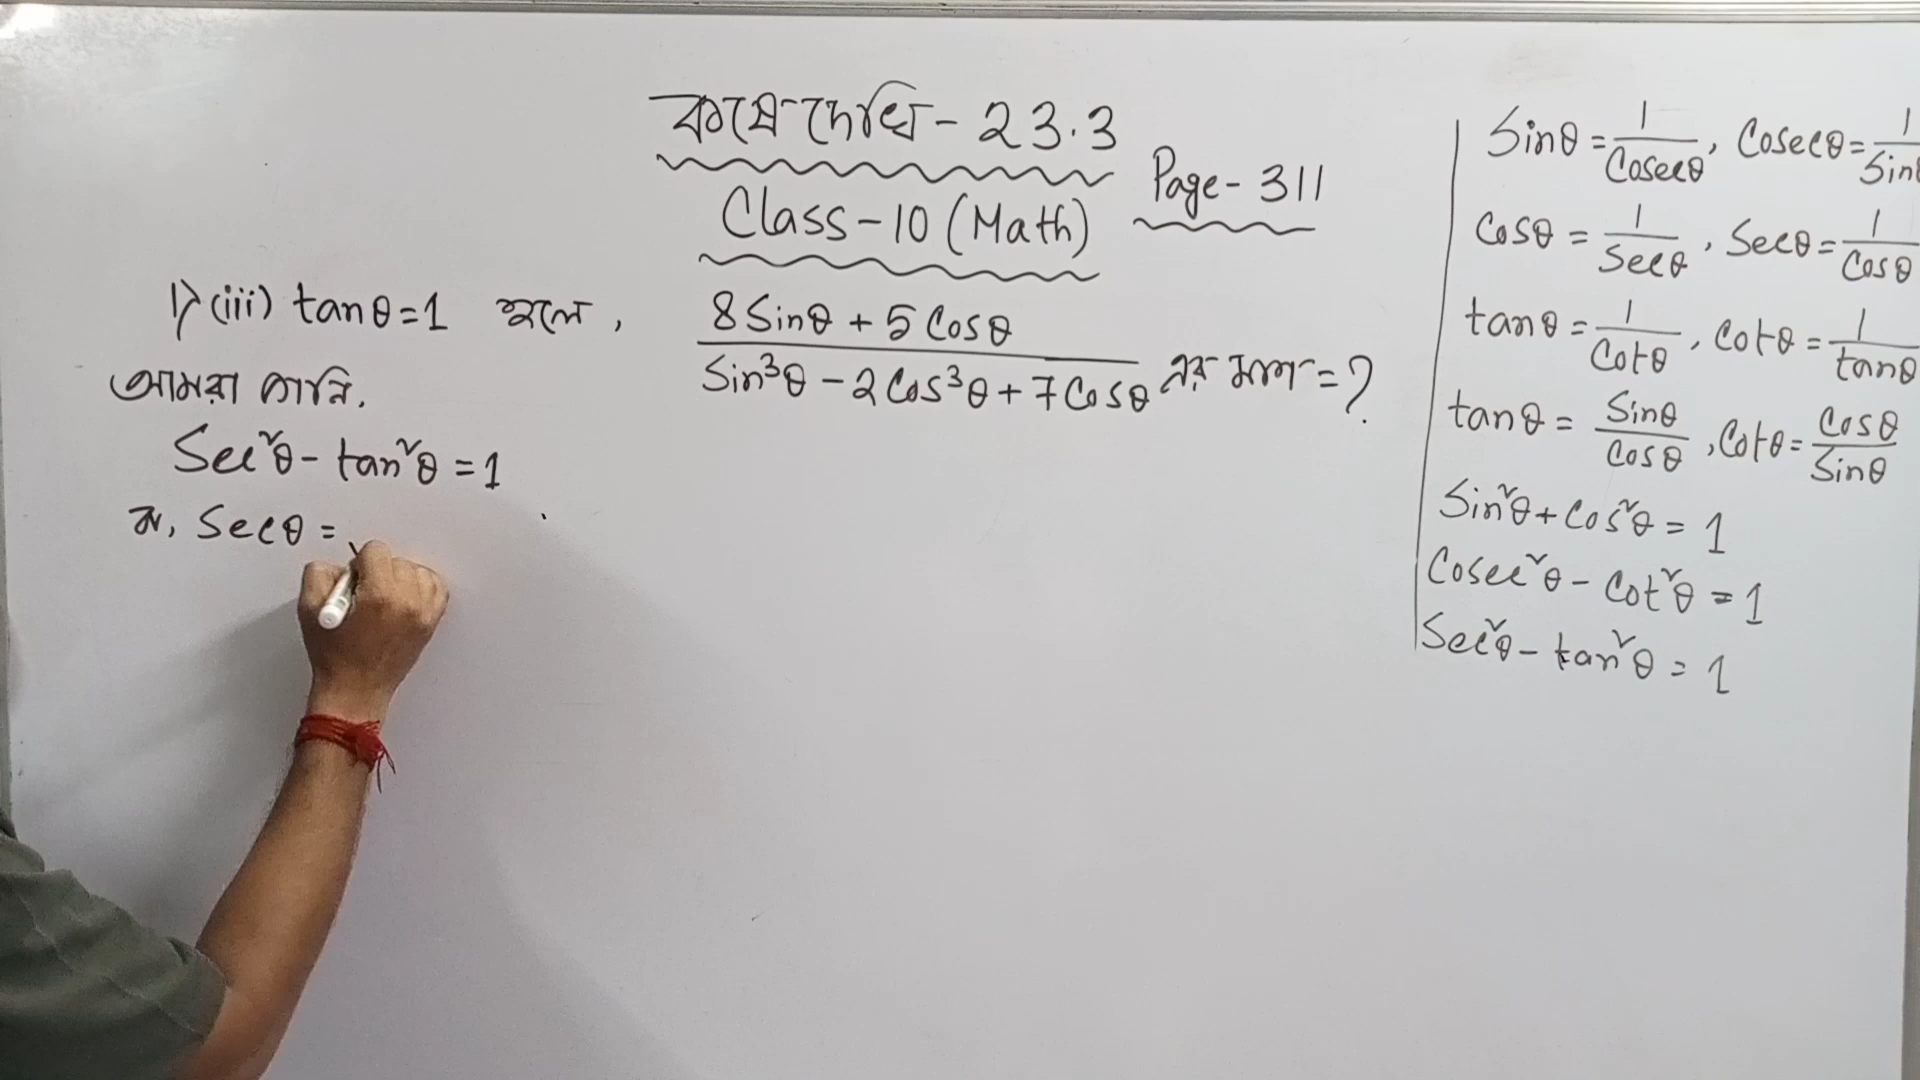 কষে দেখি - 23.3
Class - 10 (Math)
Page - 311
1> (iii) tanθ = 1 হলে, (8 Sinθ + 5 Cosθ)/(Sin³θ - 2 Cos³θ + 7 Cosθ) এর মান = ?
আমরা জানি,
Sec²θ - tan²θ = 1
বা, Secθ =
Sinθ = 1/Cosecθ, Cosecθ = 1/Sinθ
Cosθ = 1/Secθ, Secθ = 1/Cosθ
tanθ = 1/Cotθ, Cotθ = 1/tanθ
tanθ = Sinθ/Cosθ, Cotθ = Cosθ/Sinθ
Sin²θ + Cos²θ = 1
Cosec²θ - Cot²θ = 1
Sec²θ - tan²θ = 1